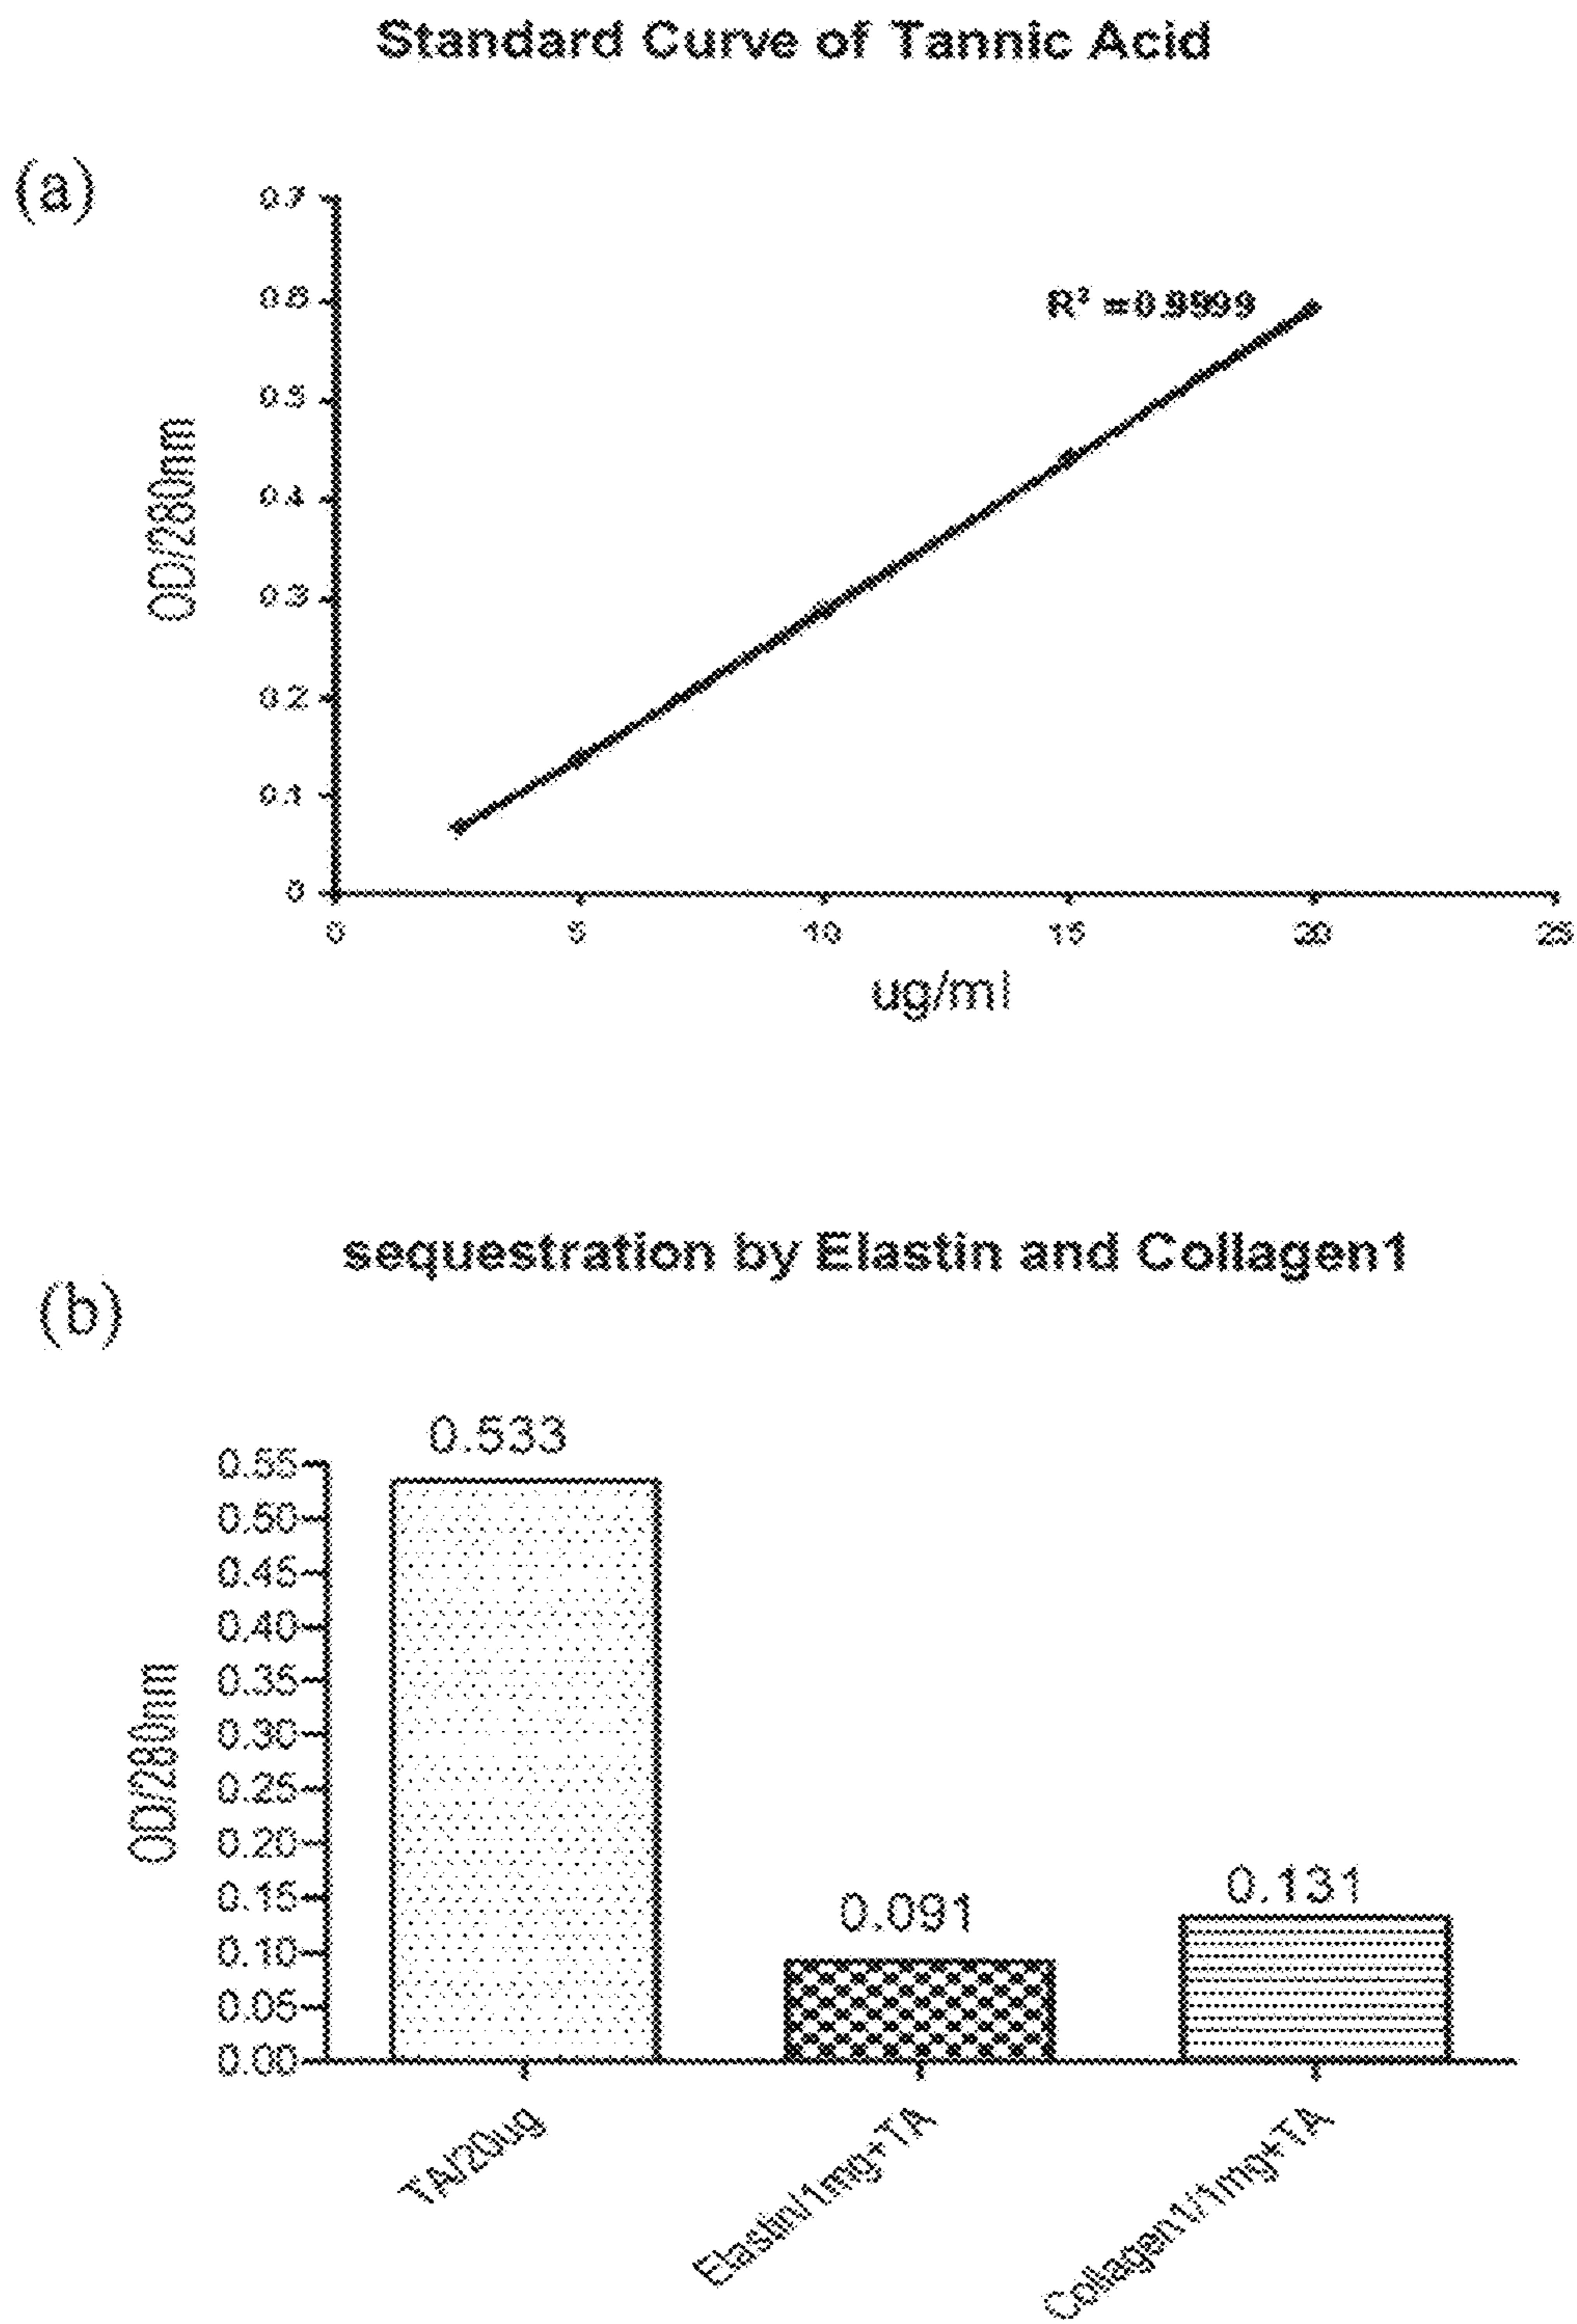 Standard Curve of Tannic Acid
(a)
0.7
0.6
R² = 0.9999
0.5
0.4
0.3
0.2
0.1
0
0 5 10 15 20 25
OD/280nm
ug/ml
sequestration by Elastin and Collagen1
(b)
0.533
0.55
0.50
0.45
0.40
0.35
0.30
0.25
0.20
0.15
0.10
0.05
0.00
OD/280nm
0.091
0.131
TA/20ug
Elastin/1mg+TA
Collagen1/1mg+TA